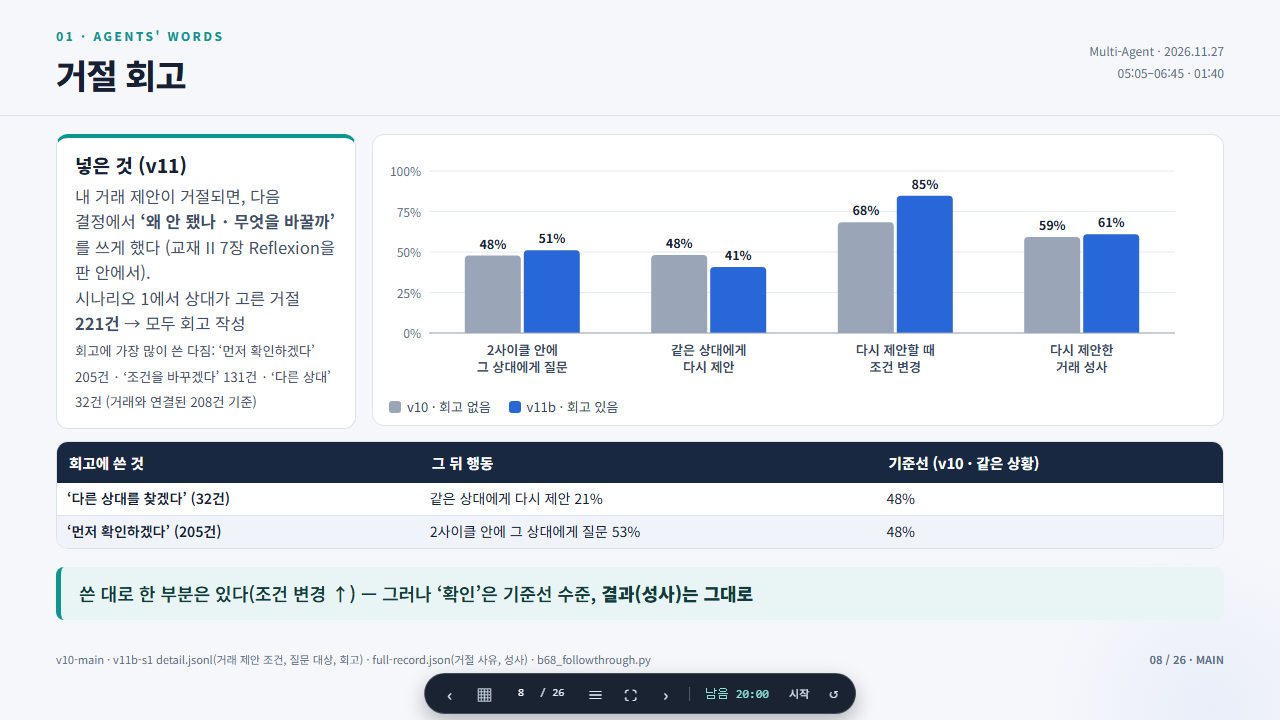 01 · AGENTS' WORDS
거절 회고
Multi-Agent · 2026.11.27
05:05–06:45 · 01:40
넣은 것 (v11)
내 거래 제안이 거절되면, 다음
결정에서 ‘왜 안 됐나 · 무엇을 바꿀까’
를 쓰게 했다 (교재 II 7장 Reflexion을
판 안에서).
시나리오 1에서 상대가 고른 거절
221건 → 모두 회고 작성
회고에 가장 많이 쓴 다짐: ‘먼저 확인하겠다’
205건 · ‘조건을 바꾸겠다’ 131건 · ‘다른 상대’
32건 (거래와 연결된 208건 기준)
100%
75%
50%
25%
0%
48%
51%
48%
41%
68%
85%
59%
61%
2사이클 안에
그 상대에게 질문
같은 상대에게
다시 제안
다시 제안할 때
조건 변경
다시 제안한
거래 성사
v10 · 회고 없음
v11b · 회고 있음
회고에 쓴 것
그 뒤 행동
기준선 (v10 · 같은 상황)
‘다른 상대를 찾겠다’ (32건)
같은 상대에게 다시 제안 21%
48%
‘먼저 확인하겠다’ (205건)
2사이클 안에 그 상대에게 질문 53%
48%
쓴 대로 한 부분은 있다(조건 변경 ↑) — 그러나 ‘확인’은 기준선 수준, 결과(성사)는 그대로
v10-main · v11b-s1 detail.jsonl(거래 제안 조건, 질문 대상, 회고) · full-record.json(거절 사유, 성사) · b68_followthrough.py
08 / 26 · MAIN
‹ 8 / 26 › 남음 20:00 시작 ↺